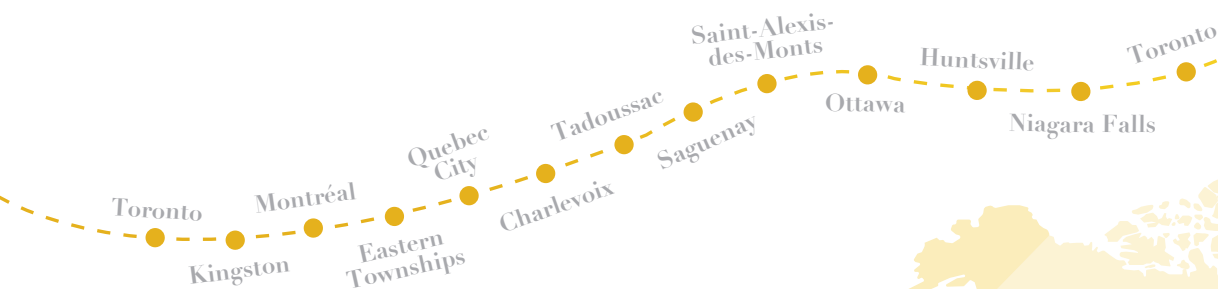 Toronto
Kingston
Montréal
Eastern
Townships
Quebec
City
Charlevoix
Tadoussac
Saguenay
Saint-Alexis-
des-Monts
Ottawa
Huntsville
Niagara Falls
Toronto